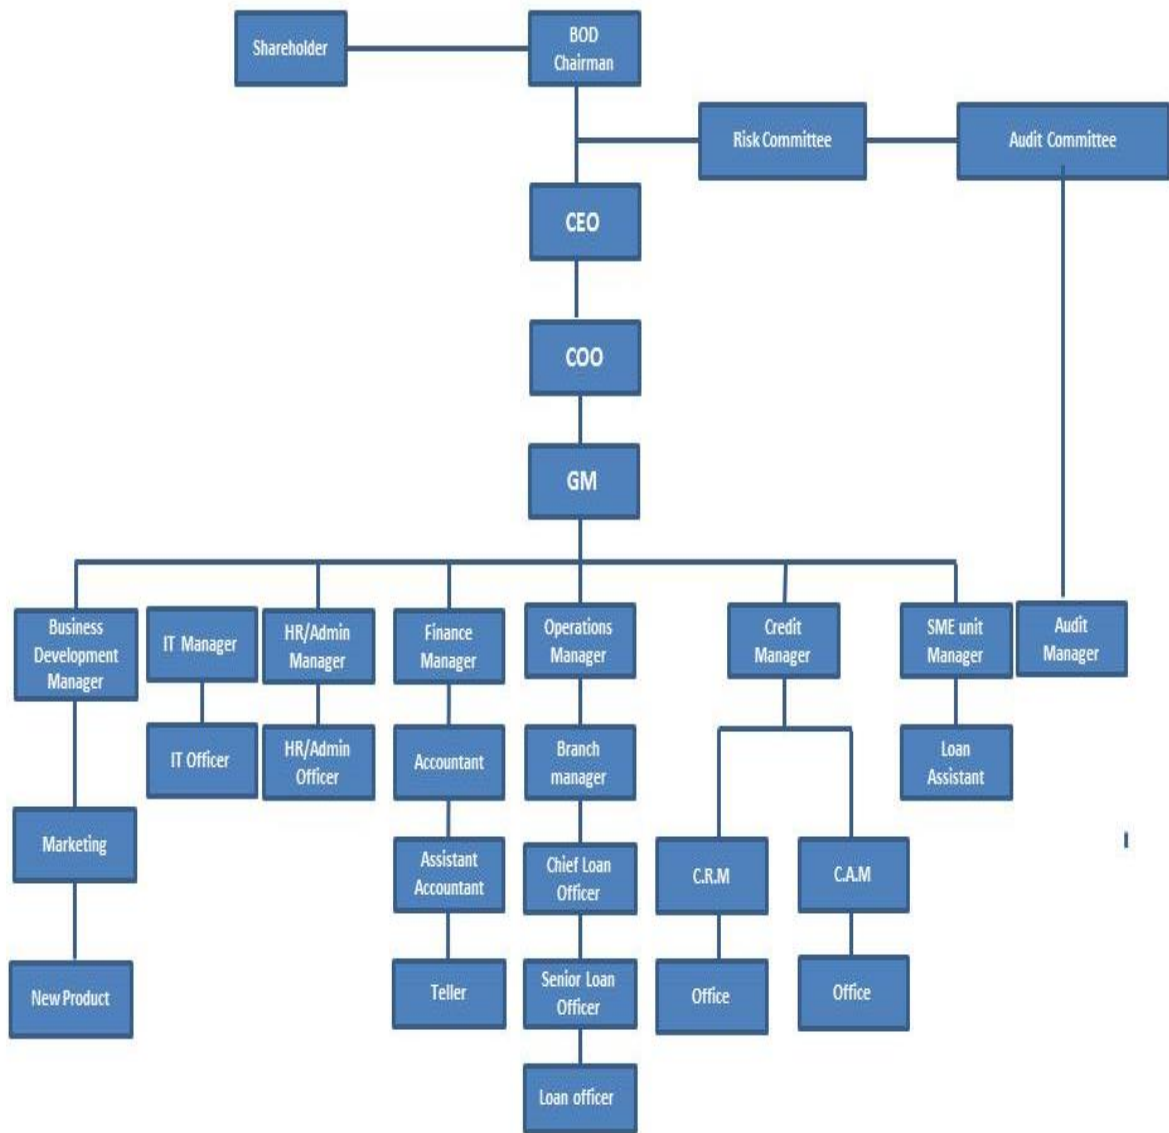 Shareholder
BOD
Chairman
Risk Committee
Audit Committee
CEO
COO
GM
Business
Development
Manager
IT Manager
HR/Admin
Manager
Finance
Manager
Operations
Manager
Credit
Manager
SME unit
Manager
Audit
Manager
IT Officer
HR/Admin
Officer
Accountant
Branch
manager
Loan
Assistant
Marketing
Assistant
Accountant
Chief Loan
Officer
C.R.M
C.A.M
New Product
Teller
Senior Loan
Officer
Office
Office
Loan officer